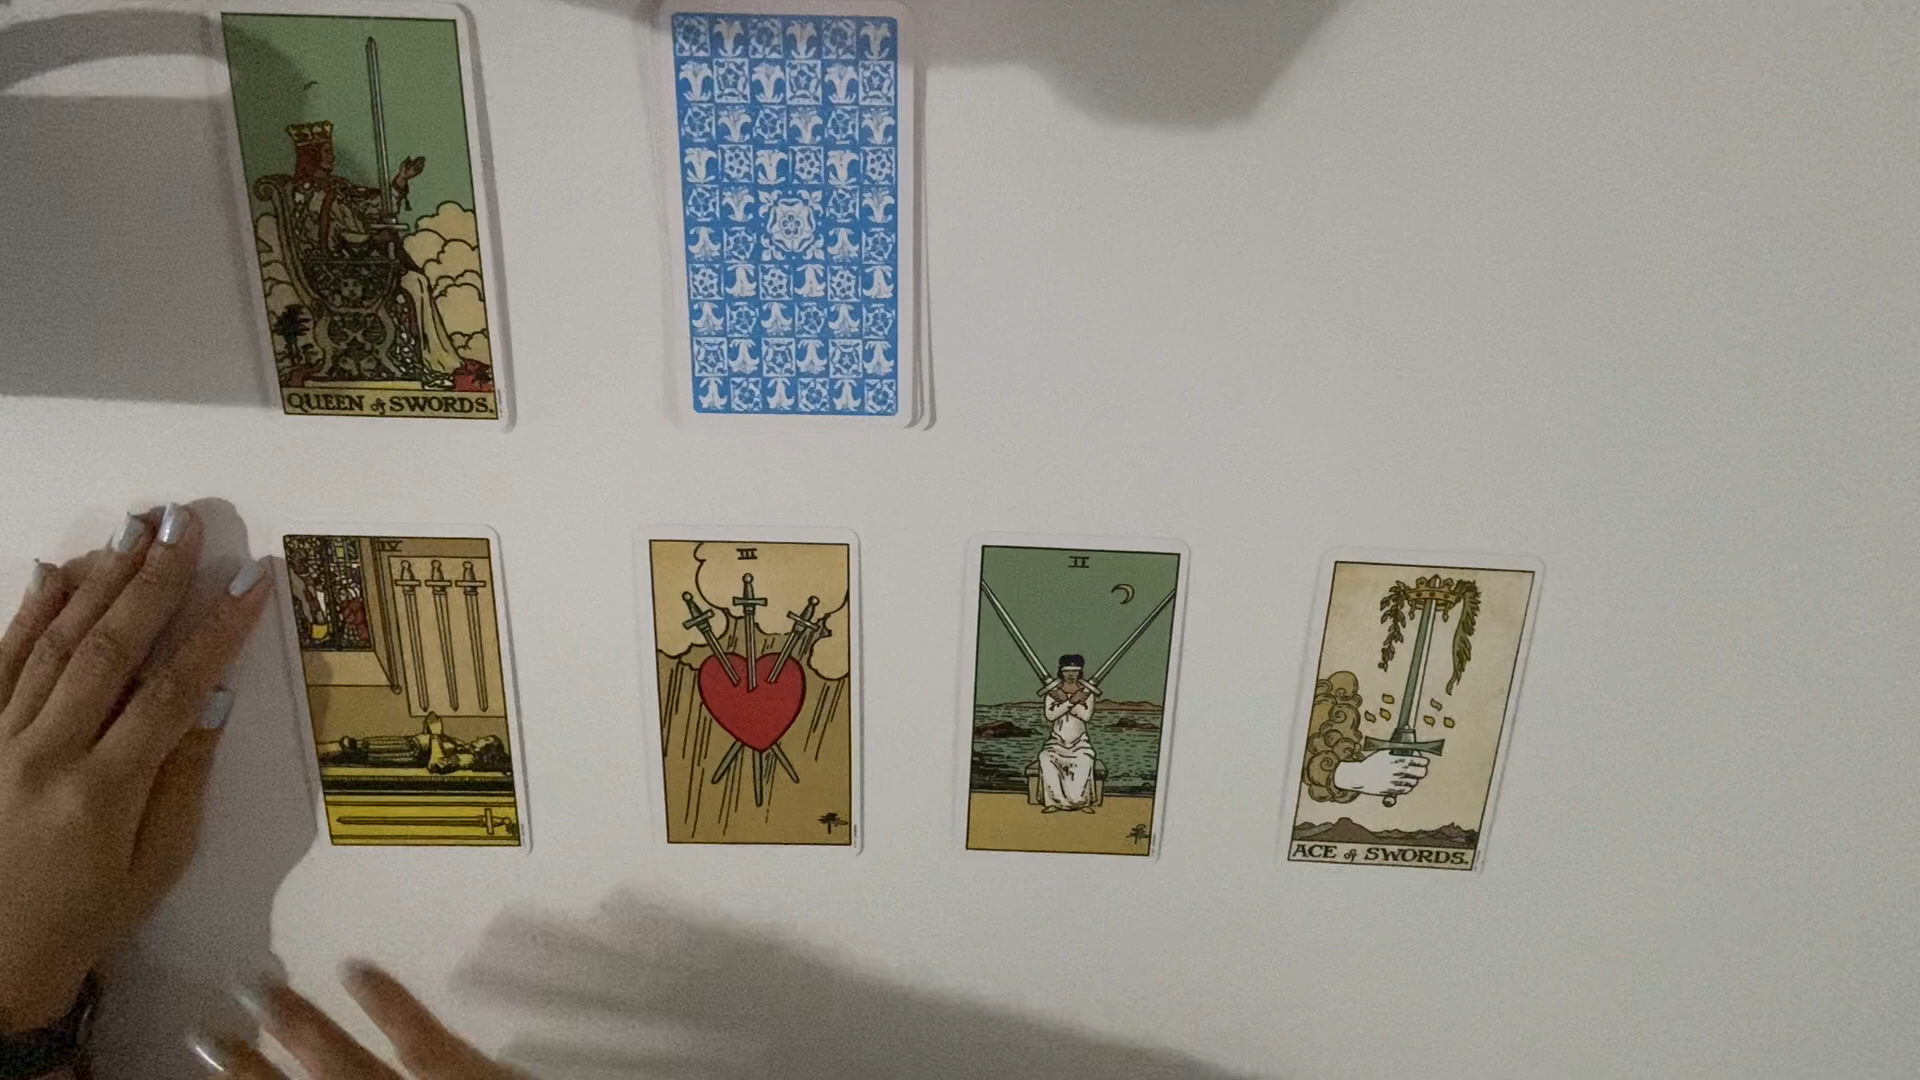 QUEEN of SWORDS.
IV
III
II
ACE of SWORDS.